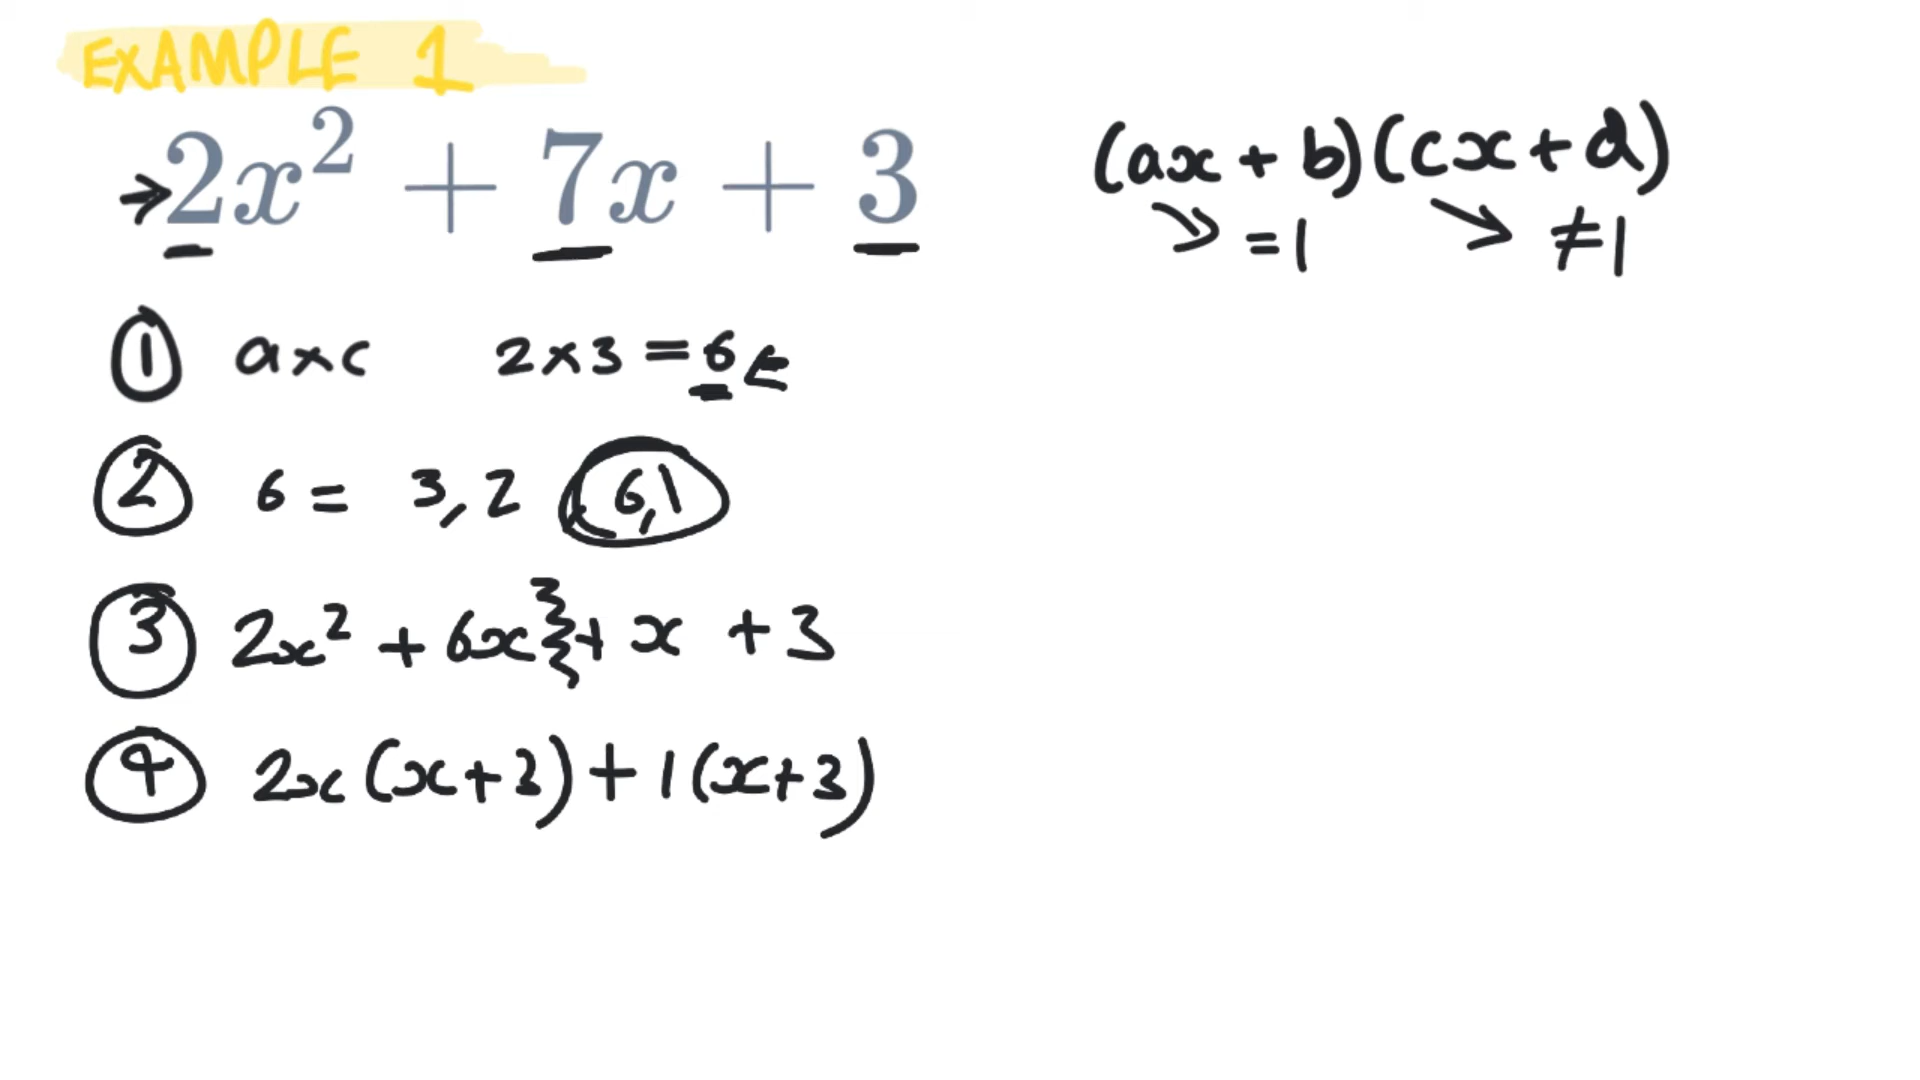 EXAMPLE 1
→2x² + 7x + 3
(ax + b)(cx + d)
= 1 ≠ 1
① a×c 2×3 = 6 ←
② 6 = 3, 2 6, 1
③ 2x² + 6x } + x + 3
④ 2x(x+3) + 1(x+3)